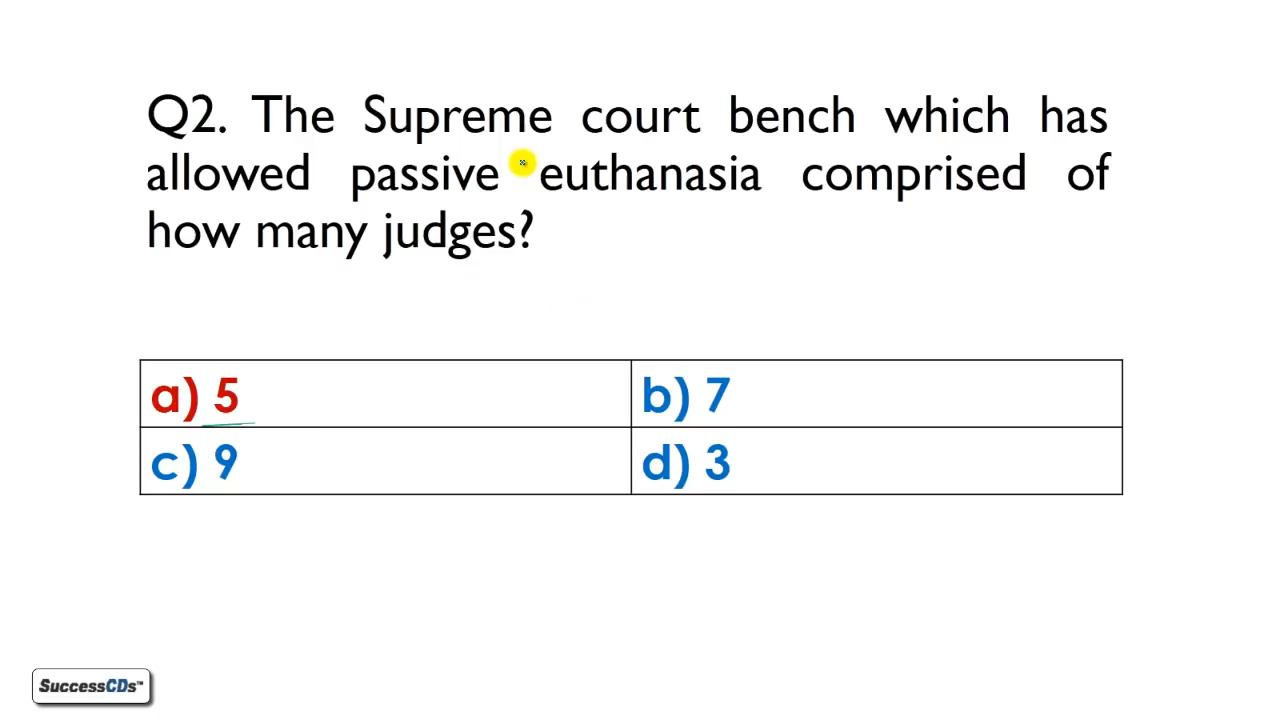 Q2. The Supreme court bench which has
allowed passive euthanasia comprised of
how many judges?
a) 5
b) 7
c) 9
d) 3
SuccessCDs™